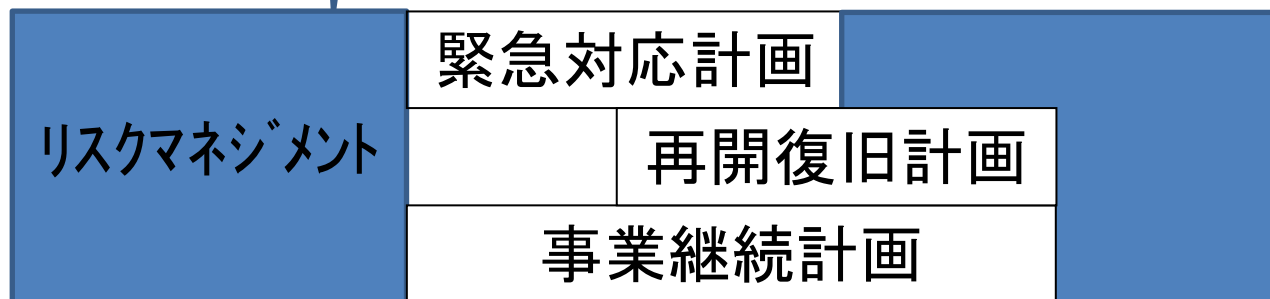 緊急対応計画
リスクマネジメント
再開復旧計画
事業継続計画